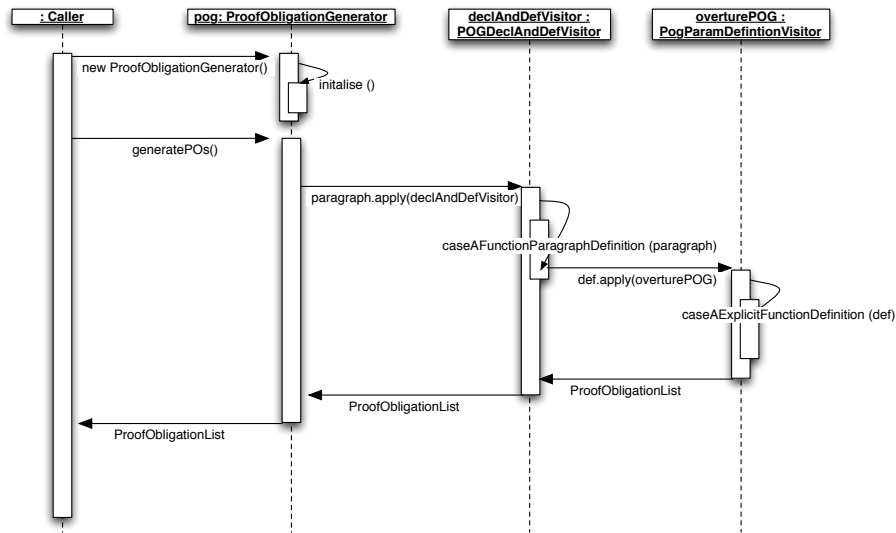 : Caller
pog: ProofObligationGenerator
declAndDefVisitor :
POGDeclAndDefVisitor
overturePOG :
PogParamDefintionVisitor
new ProofObligationGenerator()
initalise ()
generatePOs()
paragraph.apply(declAndDefVisitor)
caseAFunctionParagraphDefinition (paragraph)
def.apply(overturePOG)
caseAExplicitFunctionDefinition (def)
ProofObligationList
ProofObligationList
ProofObligationList